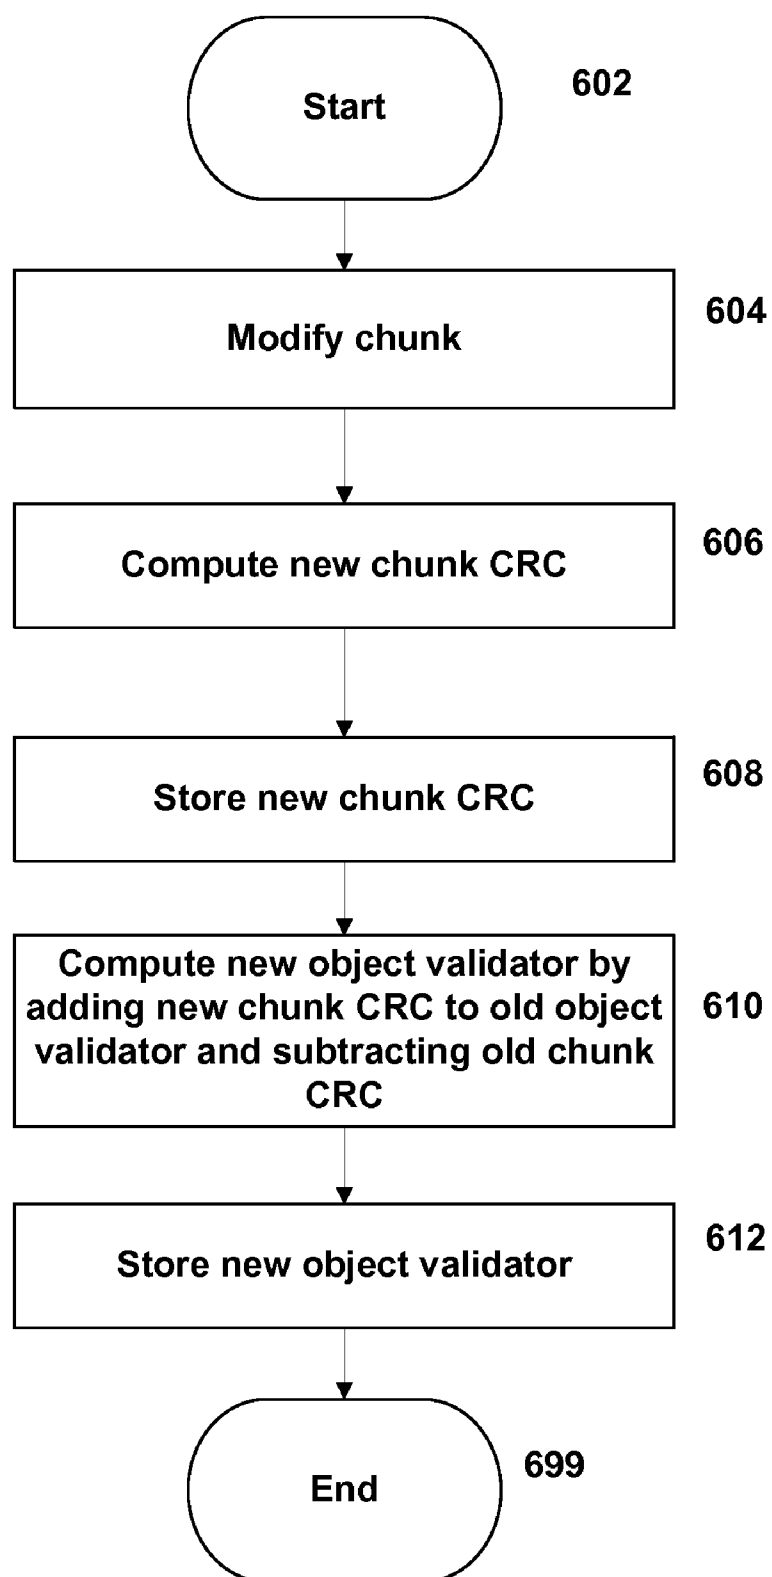 Start
602
Modify chunk
604
Compute new chunk CRC
606
Store new chunk CRC
608
Compute new object validator by
adding new chunk CRC to old object
validator and subtracting old chunk
CRC
610
Store new object validator
612
End
699